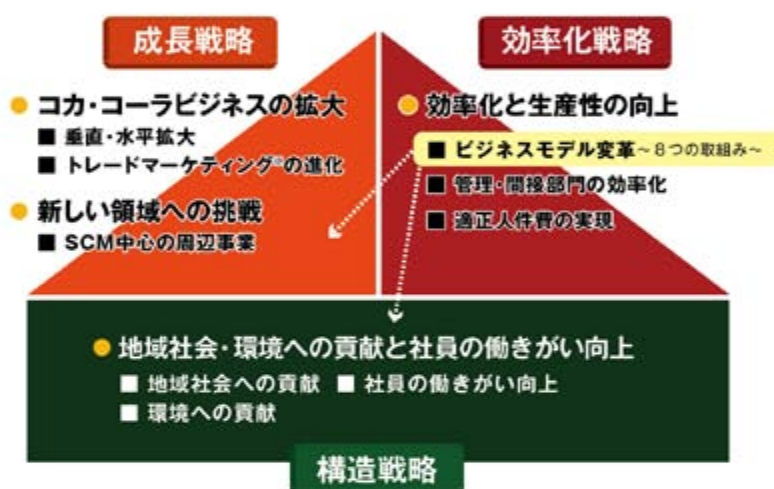 成長戦略
● コカ・コーラビジネスの拡大
■ 垂直・水平拡大
■ トレードマーケティング®の進化
● 新しい領域への挑戦
■ SCM中心の周辺事業
効率化戦略
● 効率化と生産性の向上
■ ビジネスモデル変革~8つの取組み~
■ 管理・間接部門の効率化
■ 適正人件費の実現
● 地域社会・環境への貢献と社員の働きがい向上
■ 地域社会への貢献 ■ 社員の働きがい向上
■ 環境への貢献
構造戦略